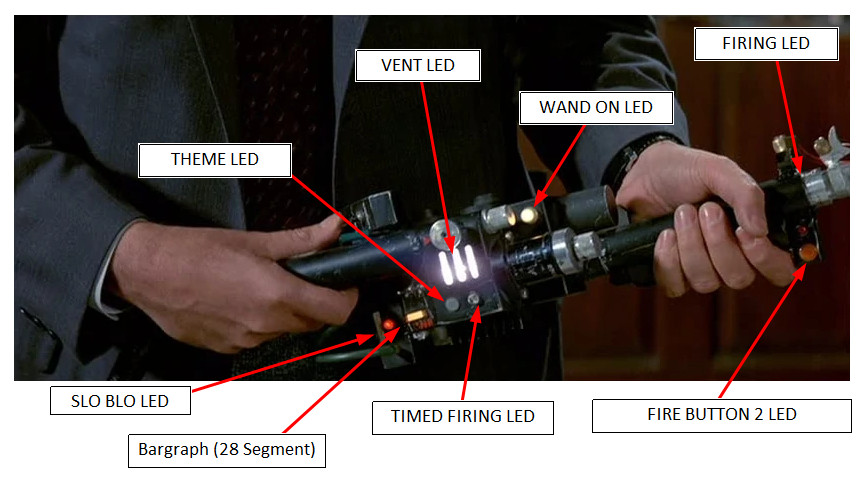 FIRING LED
VENT LED
WAND ON LED
THEME LED
SLO BLO LED
TIMED FIRING LED
FIRE BUTTON 2 LED
Bargraph (28 Segment)